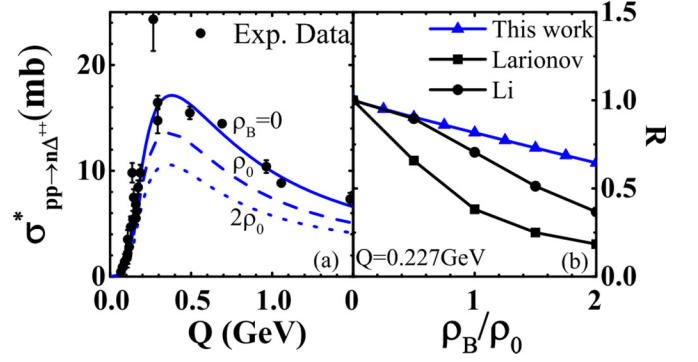 σ*pp→nΔ++(mb)
20
10
0
Exp. Data
ρB=0
ρ0
2ρ0
(a)
0.0
0.5
1.0
Q (GeV)
This work
Larionov
Li
Q=0.227GeV
(b)
0
1
2
ρB/ρ0
1.5
1.0
0.5
0.0
R